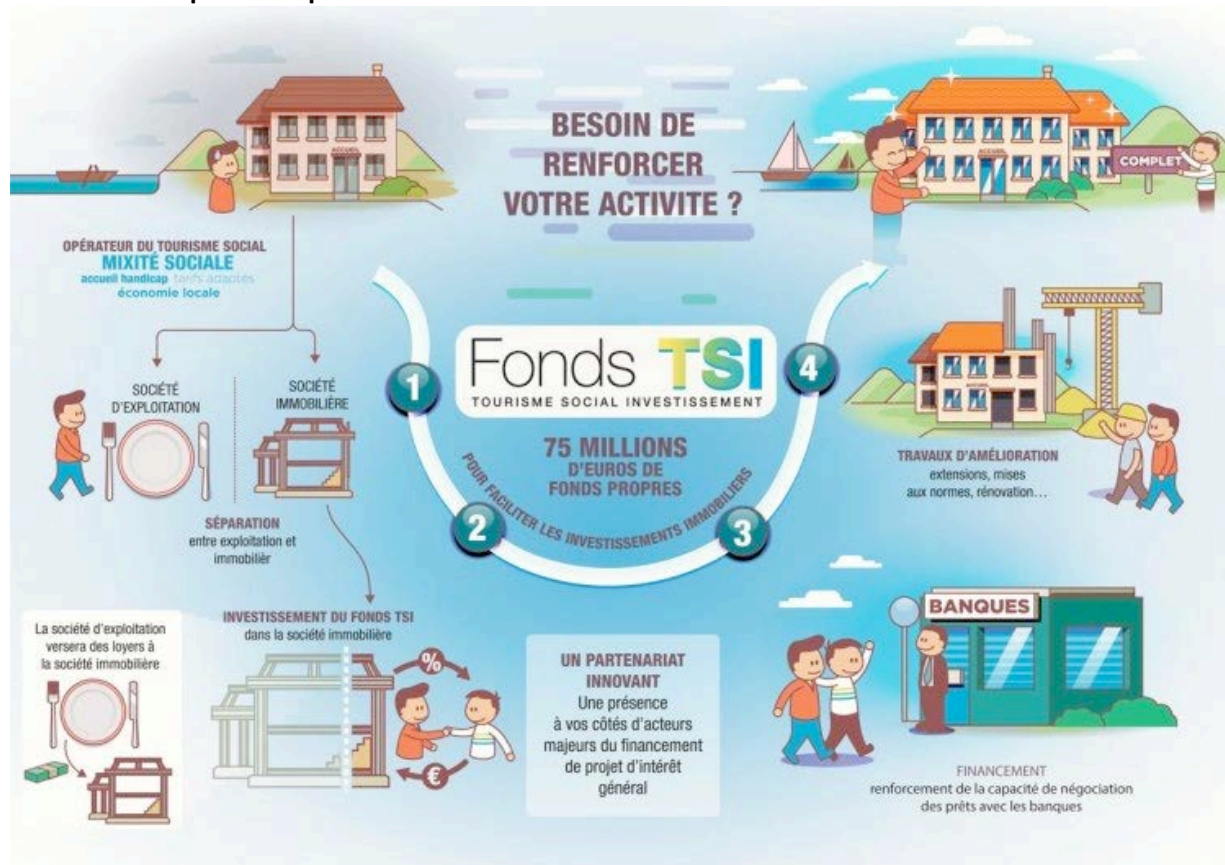 BESOIN DE
RENFORCER
VOTRE ACTIVITE ?
ACCUEIL
ACCUEIL
COMPLET
OPÉRATEUR DU TOURISME SOCIAL
MIXITÉ SOCIALE
accueil handicap tarifs adaptés
économie locale
SOCIÉTÉ
D'EXPLOITATION
SOCIÉTÉ
IMMOBILIÈRE
SÉPARATION
entre exploitation et
immobilièr
1
2
3
4
Fonds TSI
TOURISME SOCIAL INVESTISSEMENT
75 MILLIONS
D'EUROS DE
FONDS PROPRES
POUR FACILITER LES INVESTISSEMENTS IMMOBILIERS
La société d'exploitation
versera des loyers à
la société immobilière
INVESTISSEMENT DU FONDS TSI
dans la société immobilière
%
€
UN PARTENARIAT
INNOVANT
Une présence
à vos côtés d'acteurs
majeurs du financement
de projet d'intérêt
général
ACCUEIL
TRAVAUX D'AMÉLIORATION
extensions, mises
aux normes, rénovation...
BANQUES
FINANCEMENT
renforcement de la capacité de négociation
des prêts avec les banques